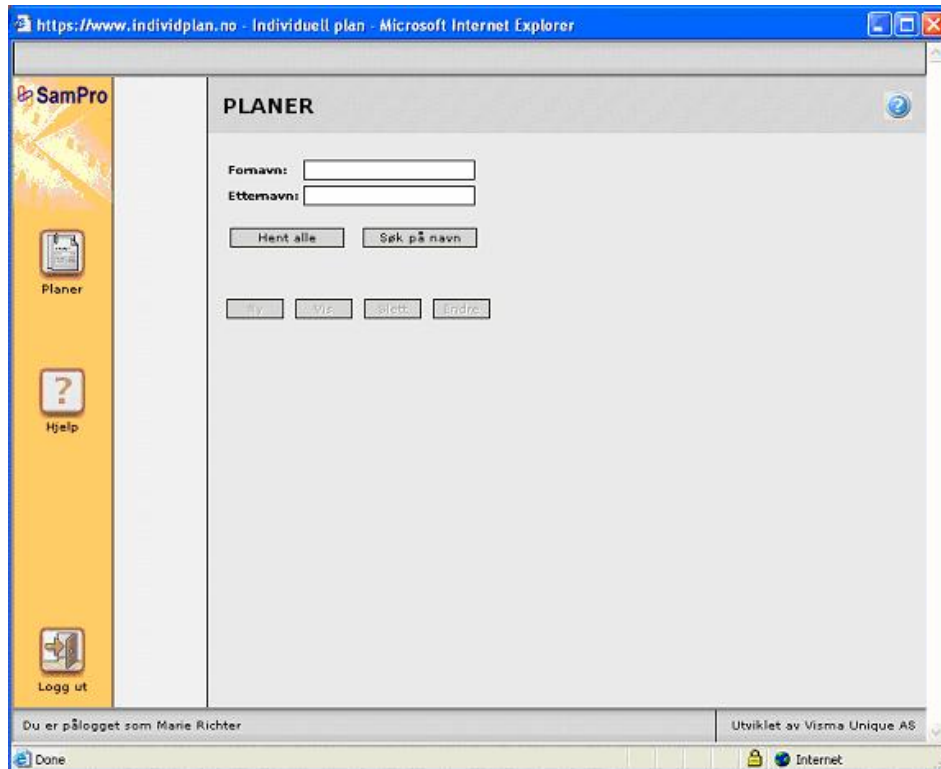 https://www.individplan.no - Individuell plan - Microsoft Internet Explorer
SamPro
PLANER
Fornavn:
Etternavn:
Hent alle Søk på navn
Planer
Ny Vis Slett Endre
?
Hjelp
Logg ut
Du er pålogget som Marie Richter Utviklet av Visma Unique AS
Done Internet